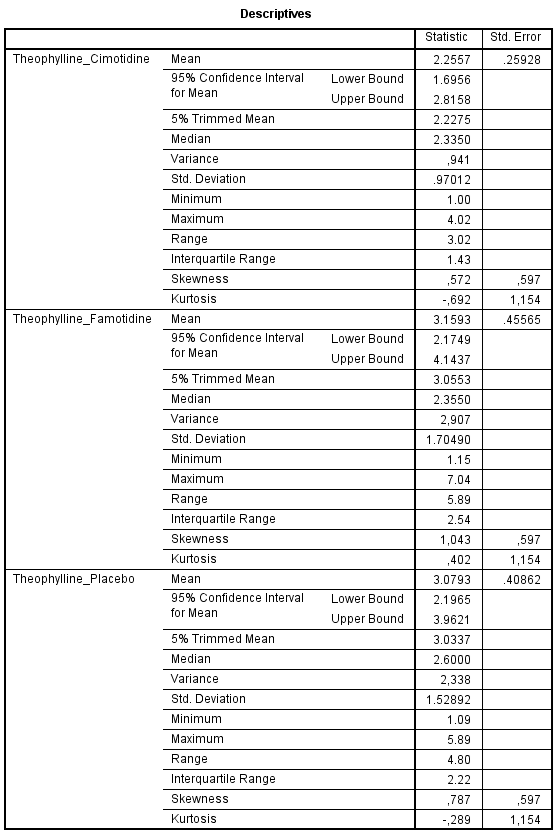 Descriptives
Statistic Std. Error
Theophylline_Cimotidine Mean 2.2557 .25928
95% Confidence Interval for Mean Lower Bound 1.6956
Upper Bound 2.8158
5% Trimmed Mean 2.2275
Median 2.3350
Variance ,941
Std. Deviation .97012
Minimum 1.00
Maximum 4.02
Range 3.02
Interquartile Range 1.43
Skewness ,572 ,597
Kurtosis -,692 1,154
Theophylline_Famotidine Mean 3.1593 .45565
95% Confidence Interval for Mean Lower Bound 2.1749
Upper Bound 4.1437
5% Trimmed Mean 3.0553
Median 2.3550
Variance 2,907
Std. Deviation 1.70490
Minimum 1.15
Maximum 7.04
Range 5.89
Interquartile Range 2.54
Skewness 1,043 ,597
Kurtosis ,402 1,154
Theophylline_Placebo Mean 3.0793 .40862
95% Confidence Interval for Mean Lower Bound 2.1965
Upper Bound 3.9621
5% Trimmed Mean 3.0337
Median 2.6000
Variance 2,338
Std. Deviation 1.52892
Minimum 1.09
Maximum 5.89
Range 4.80
Interquartile Range 2.22
Skewness ,787 ,597
Kurtosis -,289 1,154